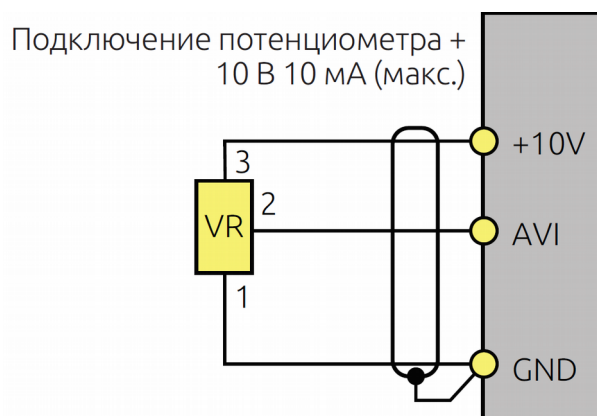 Подключение потенциометра +
10 В 10 мА (макс.)
+10V
3
VR
2
AVI
1
GND